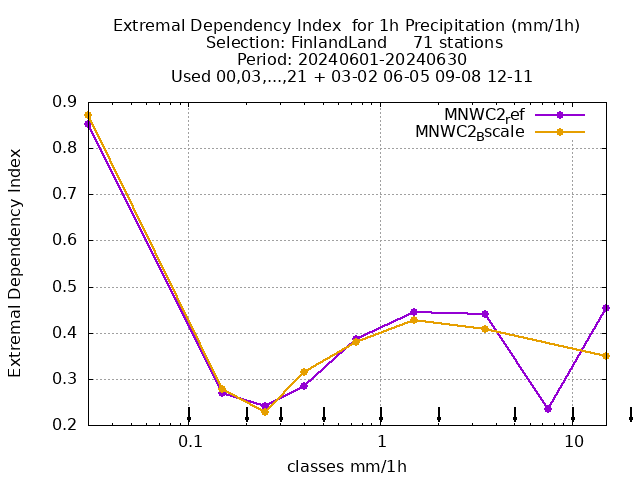 Extremal Dependency Index  for 1h Precipitation (mm/1h)
Selection: FinlandLand     71 stations
Period: 20240601-20240630
Used 00,03,...,21 + 03-02 06-05 09-08 12-11
MNWC2ref
MNWC2Bscale
0.9
0.8
0.7
0.6
0.5
0.4
0.3
0.2
Extremal Dependency Index
0.1 1 10
classes mm/1h